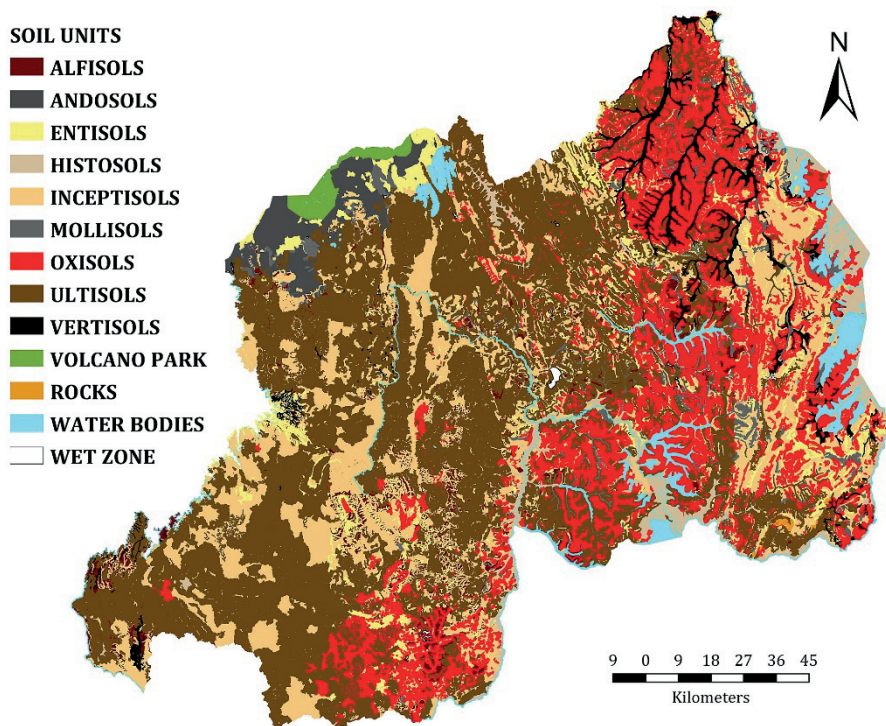 SOIL UNITS
ALFISOLS
ANDOSOLS
ENTISOLS
HISTOSOLS
INCEPTISOLS
MOLLISOLS
OXISOLS
ULTISOLS
VERTISOLS
VOLCANO PARK
ROCKS
WATER BODIES
WET ZONE
N
9 0 9 18 27 36 45
Kilometers